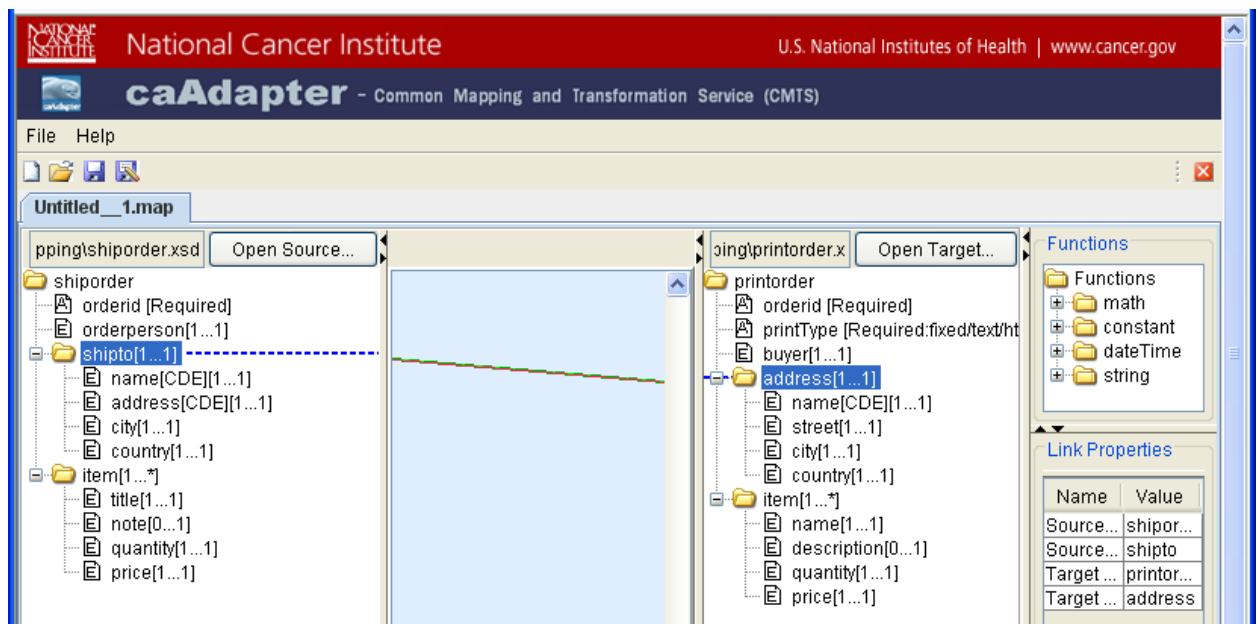 NATIONAL
CANCER
INSTITUTE
National Cancer Institute
U.S. National Institutes of Health | www.cancer.gov
caAdapter
caAdapter - Common Mapping and Transformation Service (CMTS)
File Help
Untitled__1.map
pping\shiporder.xsd
Open Source...
shiporder
orderid [Required]
orderperson[1...1]
shipto[1...1]
name[CDE][1...1]
address[CDE][1...1]
city[1...1]
country[1...1]
item[1...*]
title[1...1]
note[0...1]
quantity[1...1]
price[1...1]
ping\printorder.x
Open Target...
printorder
orderid [Required]
printType [Required:fixed/text/ht
buyer[1...1]
address[1...1]
name[CDE][1...1]
street[1...1]
city[1...1]
country[1...1]
item[1...*]
name[1...1]
description[0...1]
quantity[1...1]
price[1...1]
Functions
Functions
math
constant
dateTime
string
Link Properties
Name Value
Source... shipor...
Source... shipto
Target ... printor...
Target ... address